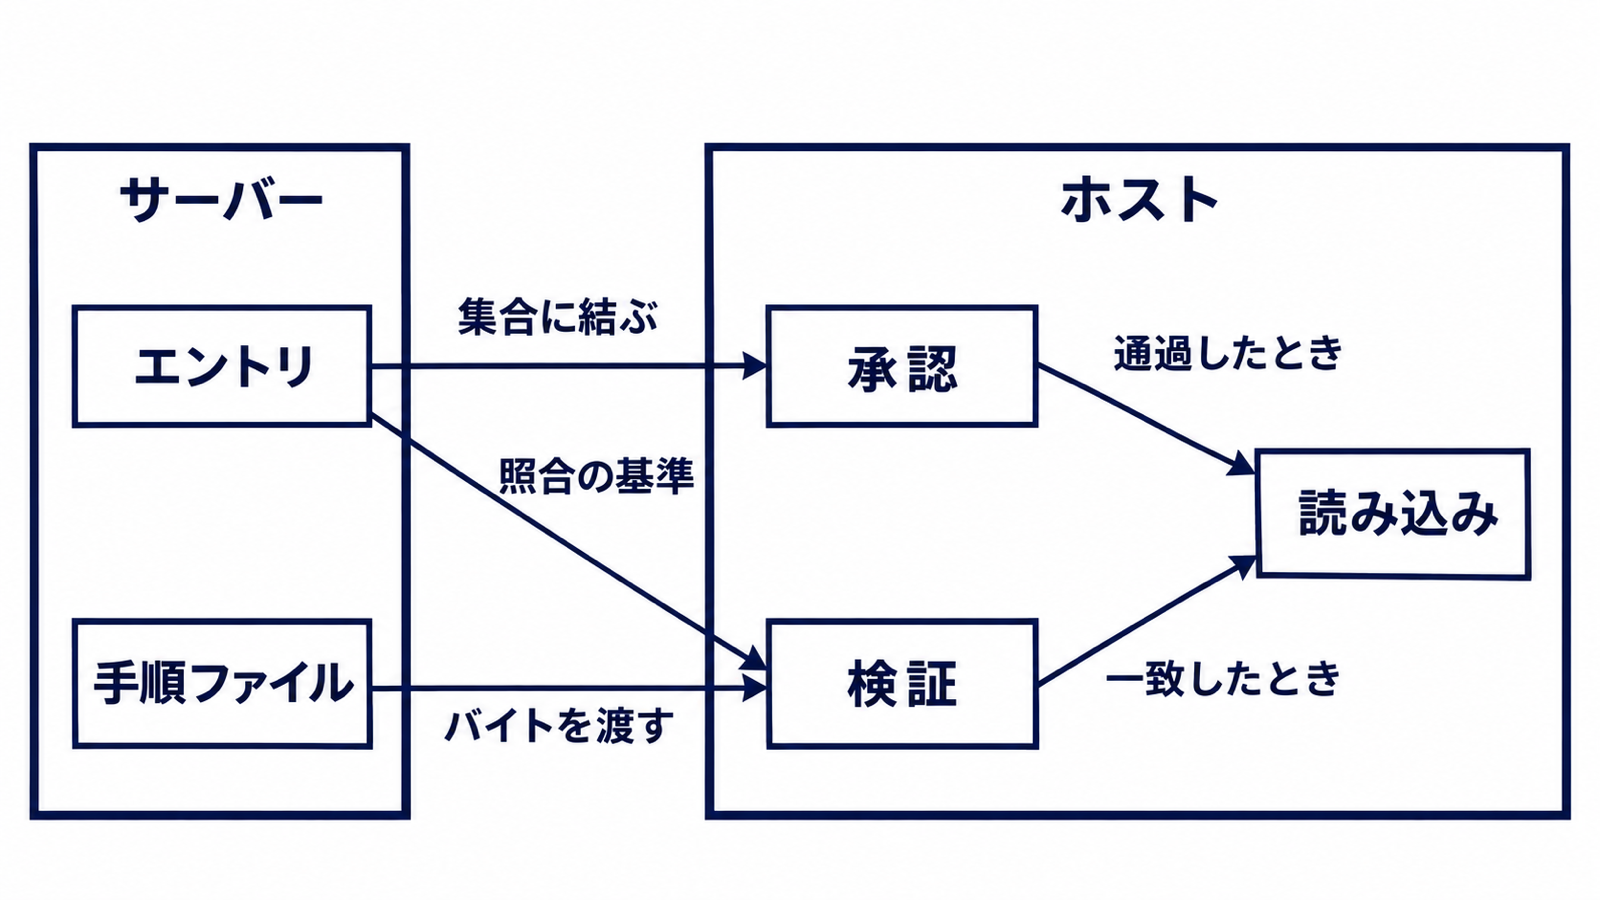 サーバー
ホスト
集合に結ぶ
エントリ
承認
通過したとき
照合の基準
読み込み
手順ファイル
検証
一致したとき
バイトを渡す